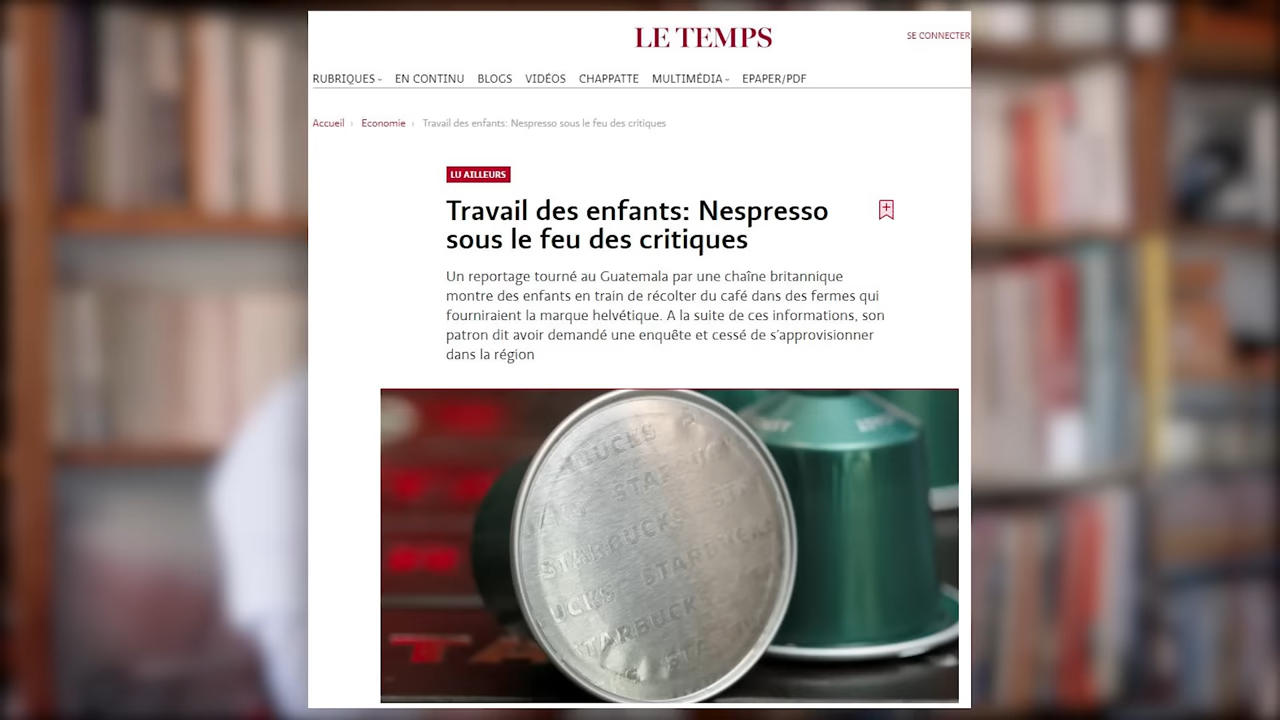 LE TEMPS
SE CONNECTER
RUBRIQUES EN CONTINU BLOGS VIDÉOS CHAPPATTE MULTIMÉDIA EPAPER/PDF
Accueil › Economie › Travail des enfants: Nespresso sous le feu des critiques
LU AILLEURS
Travail des enfants: Nespresso
sous le feu des critiques
Un reportage tourné au Guatemala par une chaîne britannique
montre des enfants en train de récolter du café dans des fermes qui
fourniraient la marque helvétique. A la suite de ces informations, son
patron dit avoir demandé une enquête et cessé de s’approvisionner
dans la région
STARBUCKS STARBUCKS
STARBUCKS